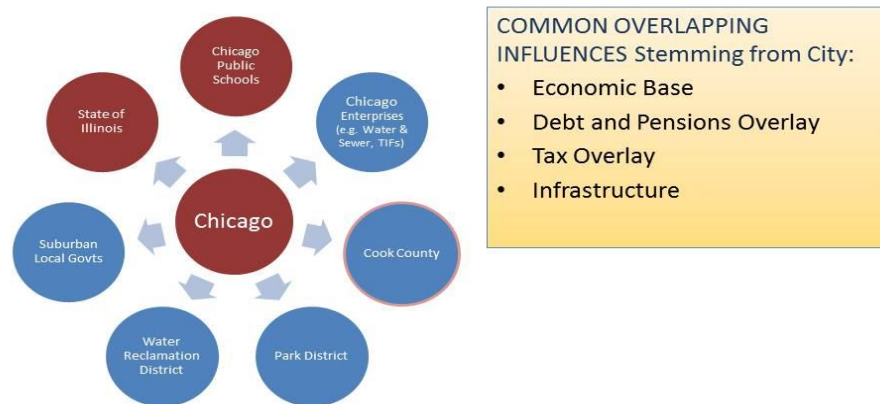 Chicago
Public
Schools
Chicago
Enterprises
(e.g. Water &
Sewer, TIFs)
Cook County
Park District
Water
Reclamation
District
Suburban
Local Govts
State of
Illinois
Chicago
COMMON OVERLAPPING
INFLUENCES Stemming from City:
• Economic Base
• Debt and Pensions Overlay
• Tax Overlay
• Infrastructure